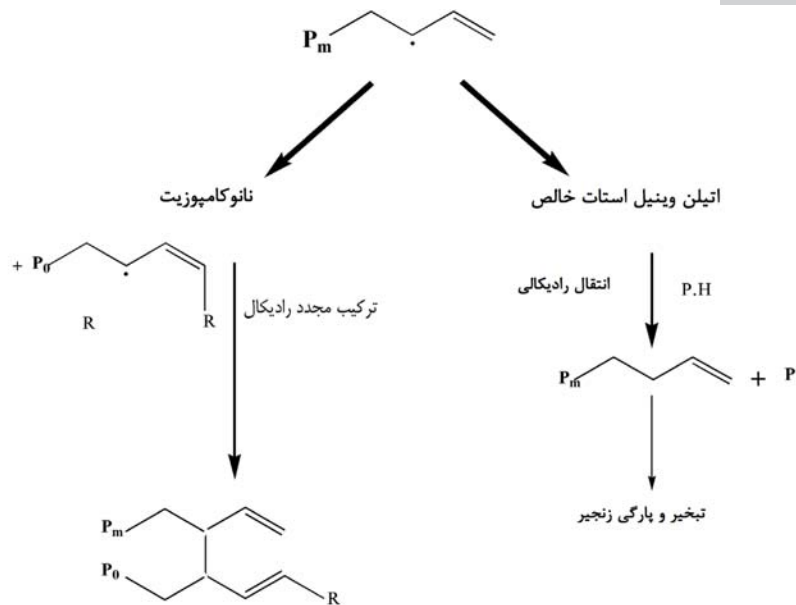 Pm
نانوکامپوزیت
اتیلن وینیل استات خالص
+ P0
R
R
ترکیب مجدد رادیکال
انتقال رادیکالی
P.H
Pm
+ P
تبخیر و پارگی زنجیر
Pm
P0
R